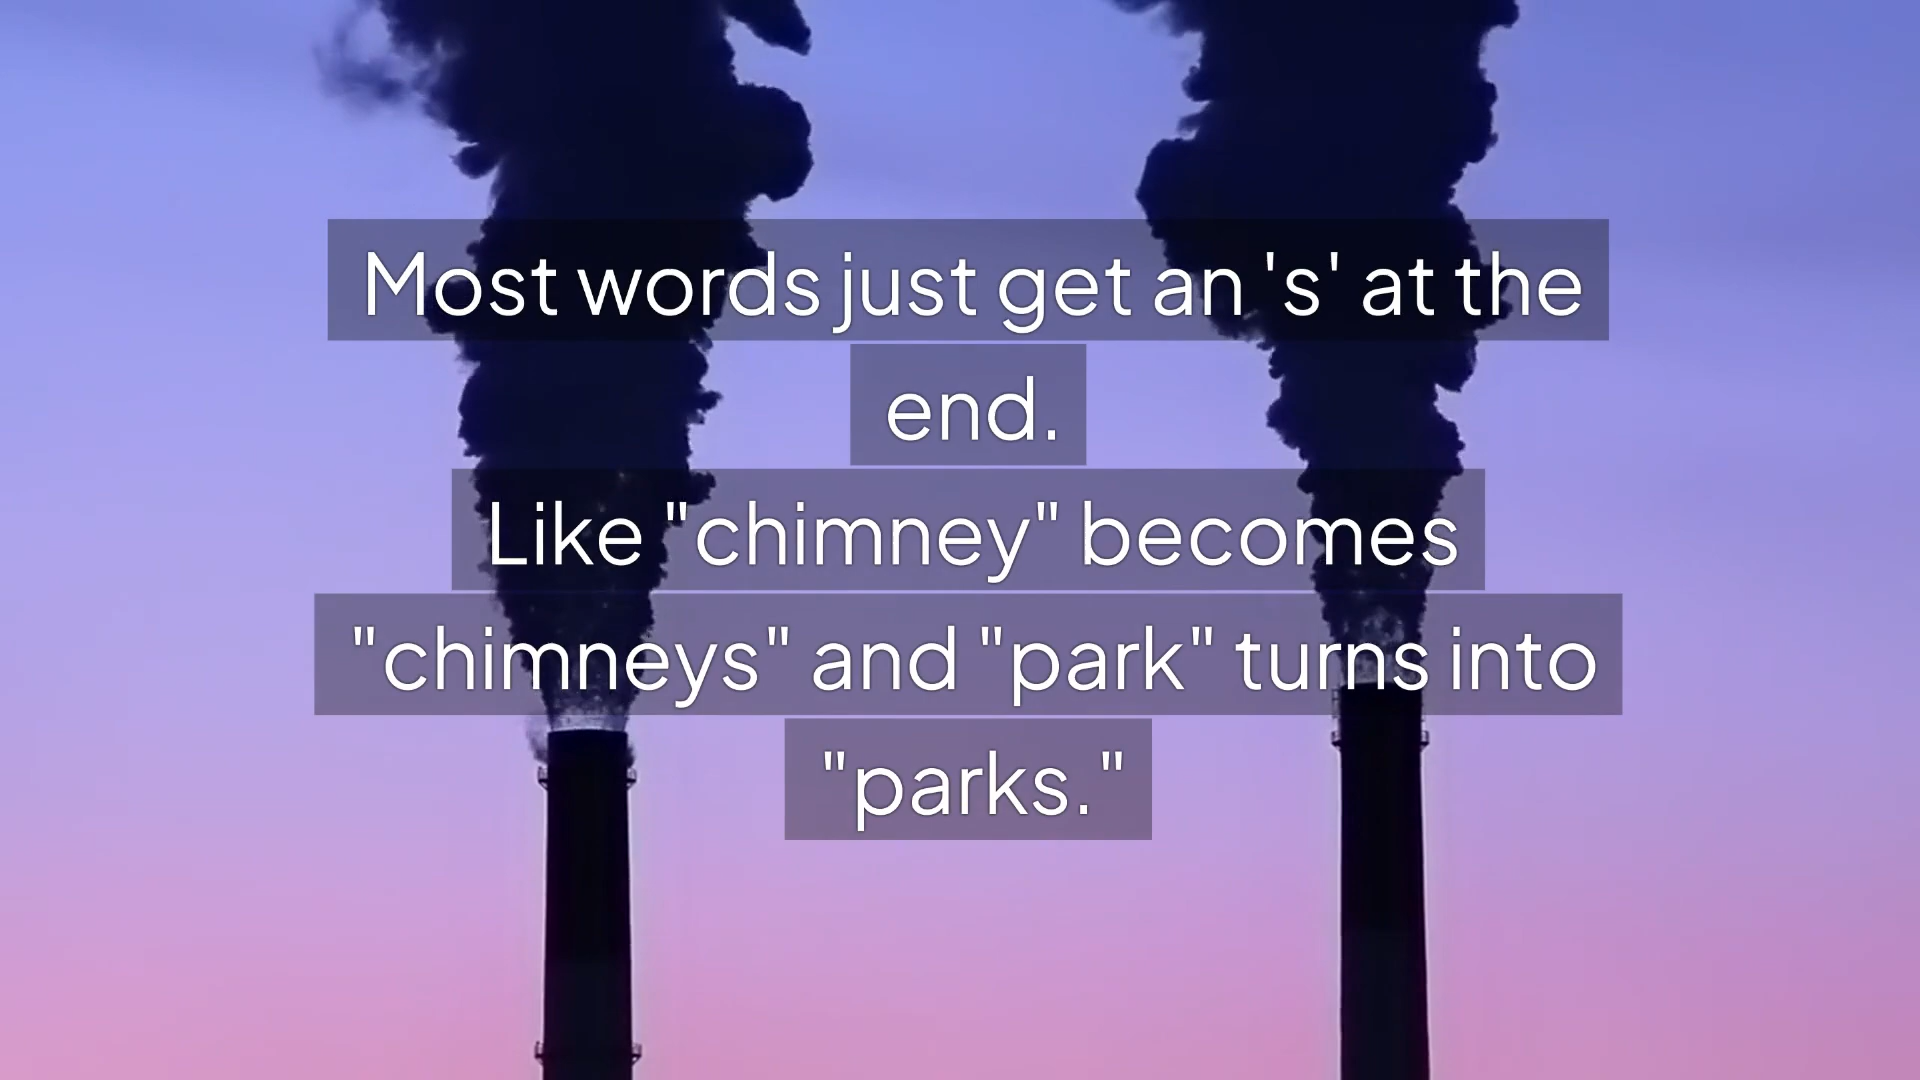 Most words just get an 's' at the
end.
Like "chimney" becomes
"chimneys" and "park" turns into
"parks."